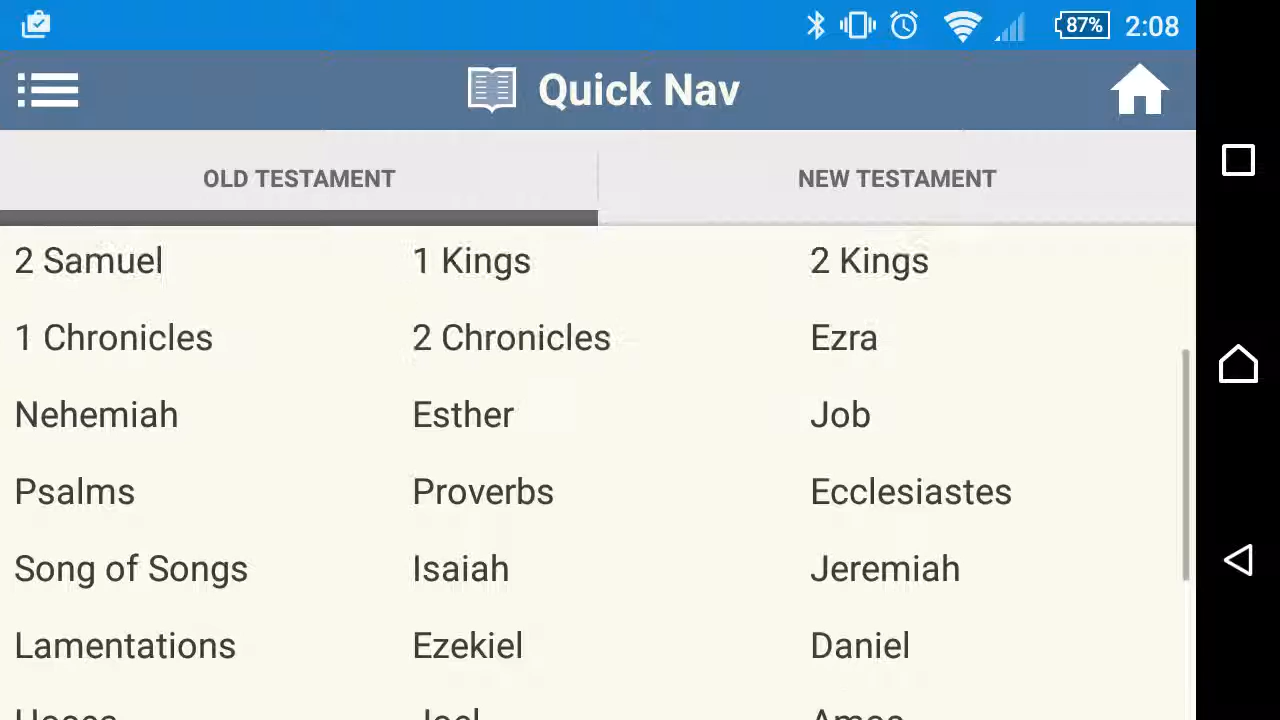 87% 2:08
Quick Nav
OLD TESTAMENT NEW TESTAMENT
2 Samuel 1 Kings 2 Kings
1 Chronicles 2 Chronicles Ezra
Nehemiah Esther Job
Psalms Proverbs Ecclesiastes
Song of Songs Isaiah Jeremiah
Lamentations Ezekiel Daniel